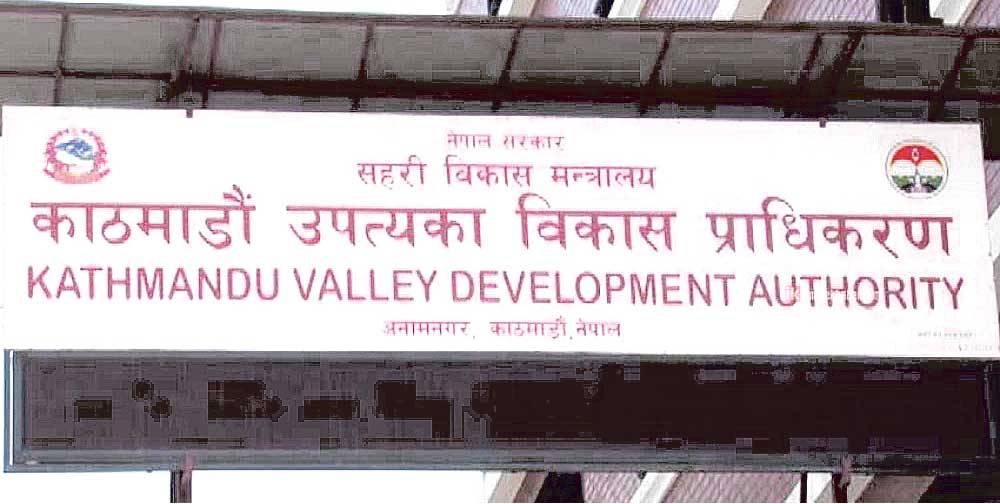 नेपाल सरकार
सहरी विकास मन्त्रालय
काठमाडौं उपत्यका विकास प्राधिकरण
KATHMANDU VALLEY DEVELOPMENT AUTHORITY
अनामनगर, काठमाडौं, नेपाल